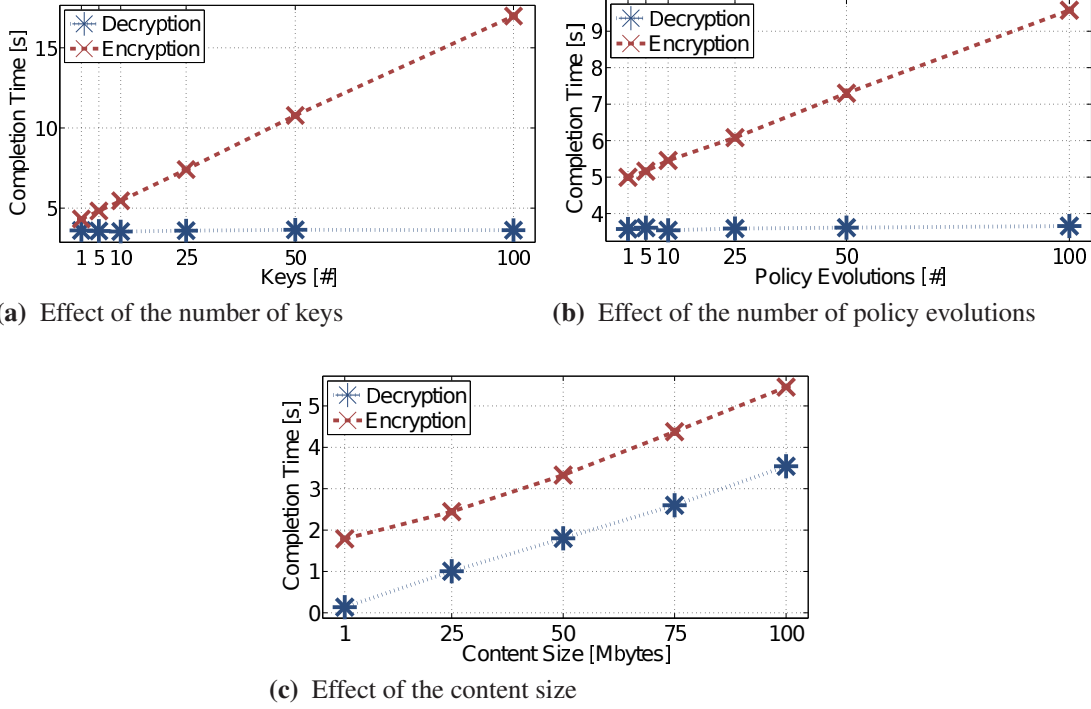 Decryption
Encryption
Completion Time [s]
15
10
5
1 5 10 25 50 100
Keys [#]
a) Effect of the number of keys
Decryption
Encryption
Completion Time [s]
9
8
7
6
5
4
1 5 10 25 50 100
Policy Evolutions [#]
(b) Effect of the number of policy evolutions
Decryption
Encryption
Completion Time [s]
5
4
3
2
1
0
1 25 50 75 100
Content Size [Mbytes]
(c) Effect of the content size